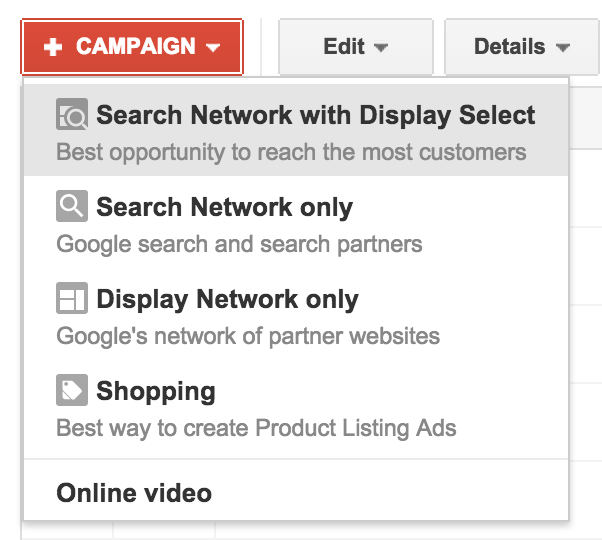 + CAMPAIGN Edit Details
Search Network with Display Select
Best opportunity to reach the most customers
Search Network only
Google search and search partners
Display Network only
Google's network of partner websites
Shopping
Best way to create Product Listing Ads
Online video